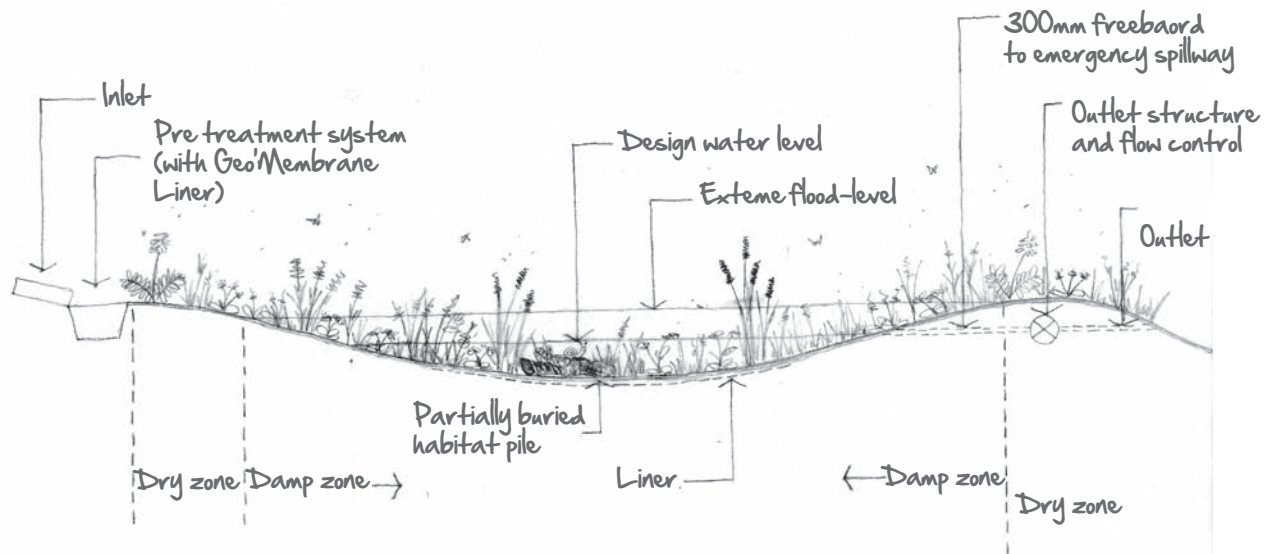 Inlet
Pre treatment system
(with Geo'Membrane
Liner)
Design water level
Exteme flood-level
300mm freebaord
to emergency spillway
Outlet structure
and flow control
Outlet
Partially buried
habitat pile
Liner
Dry zone
Damp zone
Damp zone
Dry zone